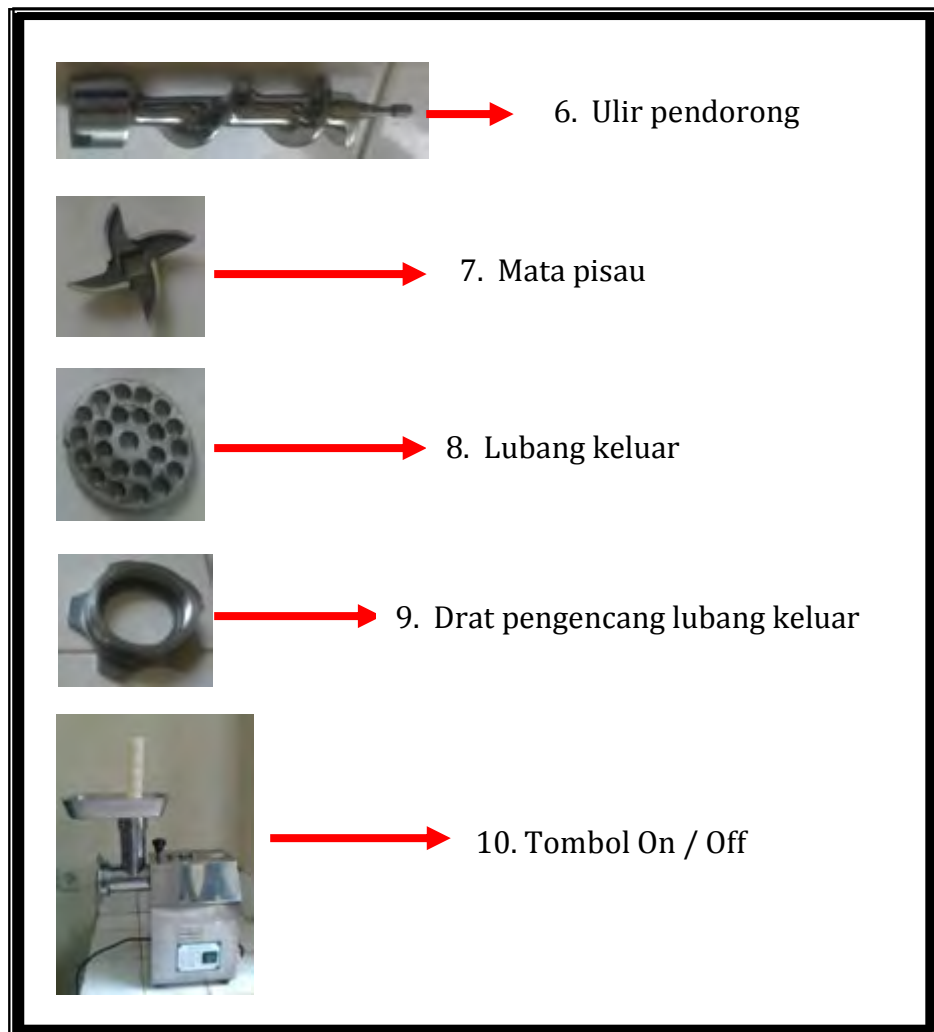 6. Ulir pendorong
7. Mata pisau
8. Lubang keluar
9. Drat pengencang lubang keluar
10. Tombol On / Off